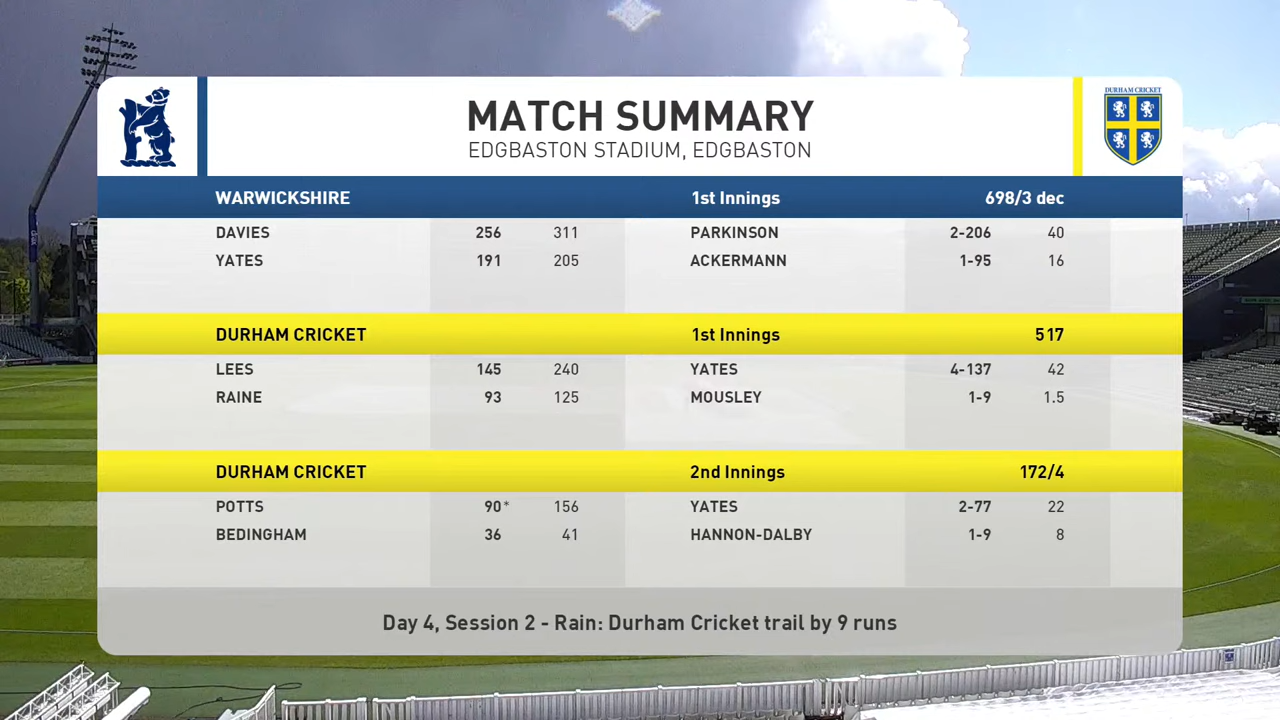 DURHAM CRICKET
MATCH SUMMARY
EDGBASTON STADIUM, EDGBASTON
WARWICKSHIRE 1st Innings 698/3 dec
DAVIES 256 311 PARKINSON 2-206 40
YATES 191 205 ACKERMANN 1-95 16
DURHAM CRICKET 1st Innings 517
LEES 145 240 YATES 4-137 42
RAINE 93 125 MOUSLEY 1-9 1.5
DURHAM CRICKET 2nd Innings 172/4
POTTS 90* 156 YATES 2-77 22
BEDINGHAM 36 41 HANNON-DALBY 1-9 8
Day 4, Session 2 - Rain: Durham Cricket trail by 9 runs